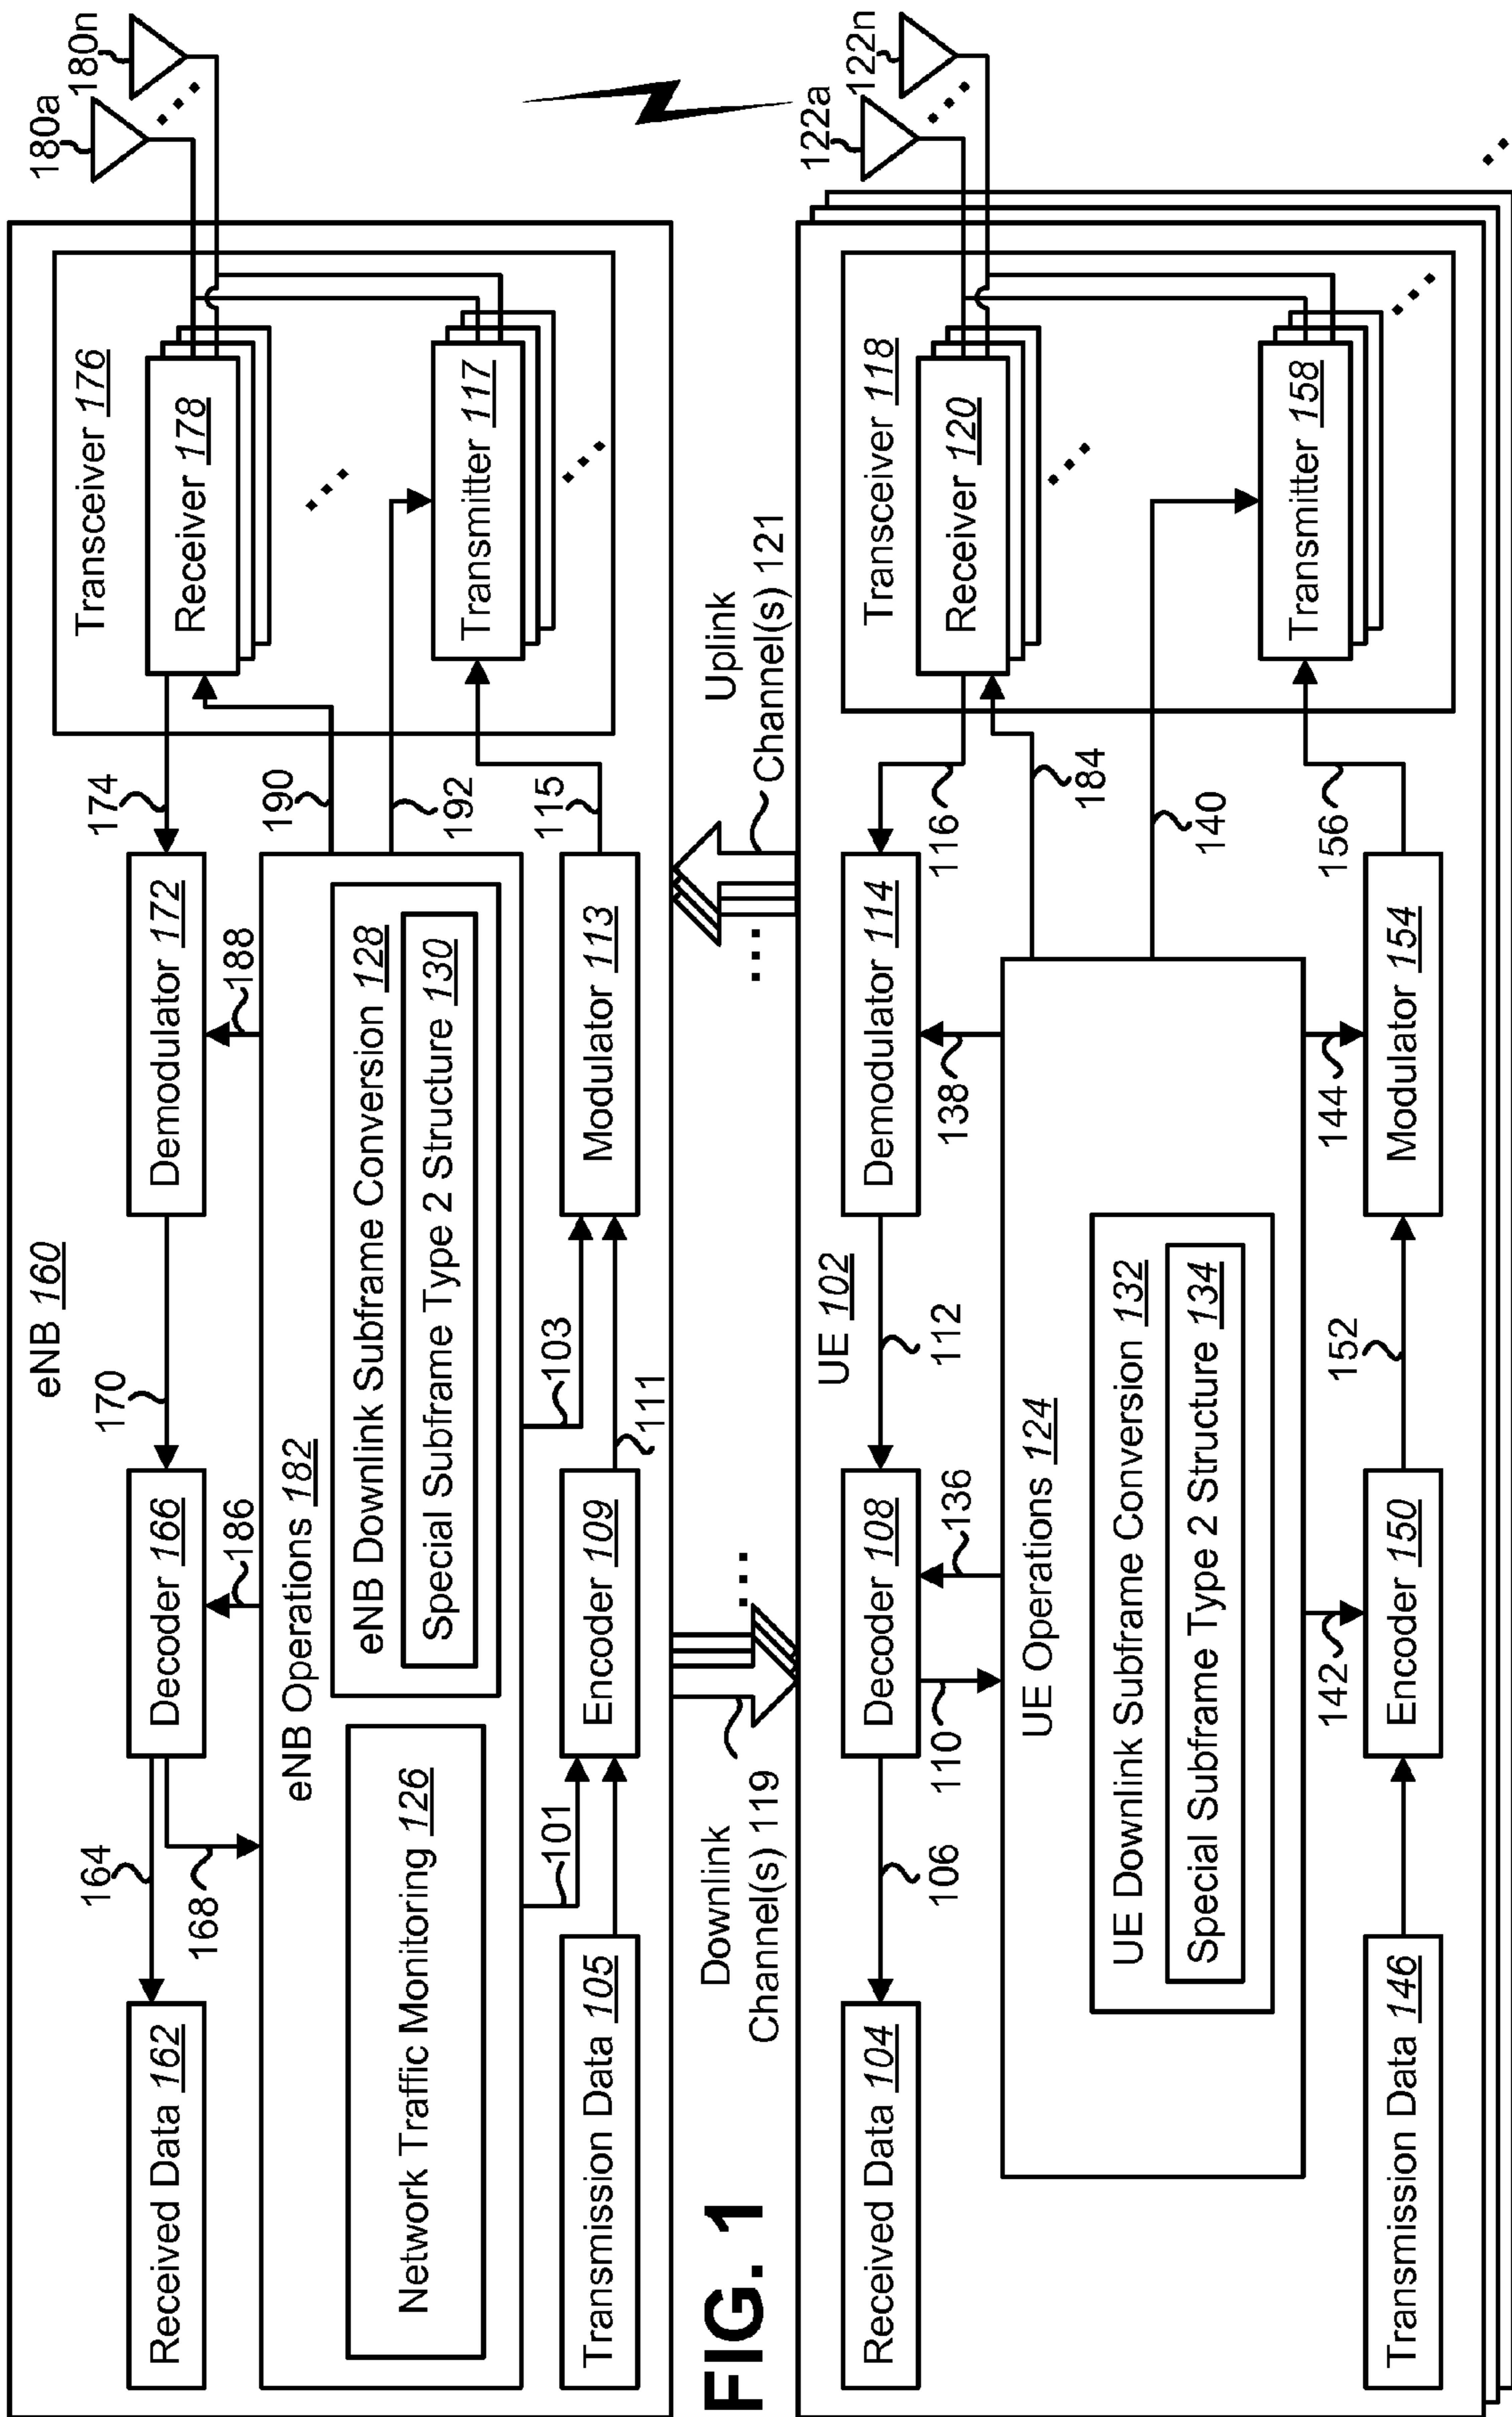 eNB 160
180a
180n
Received Data 162
164
168
Decoder 166
170
186
Demodulator 172
188
174
Transceiver 176
Receiver 178
190
eNB Operations 182
Network Traffic Monitoring 126
eNB Downlink Subframe Conversion 128
Special Subframe Type 2 Structure 130
192
Transmitter 117
101
103
Transmission Data 105
Encoder 109
111
Modulator 113
115
FIG. 1
Downlink
Channel(s) 119
Uplink
Channel(s) 121
UE 102
122a
122n
Received Data 104
106
Decoder 108
110
136
112
Demodulator 114
138
116
Transceiver 118
Receiver 120
184
UE Operations 124
UE Downlink Subframe Conversion 132
Special Subframe Type 2 Structure 134
140
Transmitter 158
142
144
Transmission Data 146
Encoder 150
152
Modulator 154
156